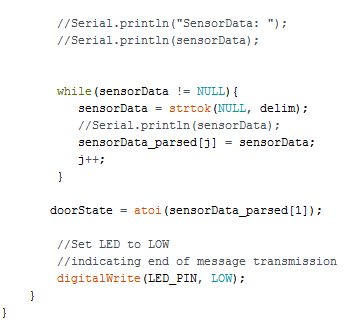 //Serial.println("SensorData: ");
//Serial.println(sensorData);
while(sensorData != NULL){
sensorData = strtok(NULL, delim);
//Serial.println(sensorData);
sensorData_parsed[j] = sensorData;
j++;
}
doorState = atoi(sensorData_parsed[1]);
//Set LED to LOW
//indicating end of message transmission
digitalWrite(LED_PIN, LOW);
}
}